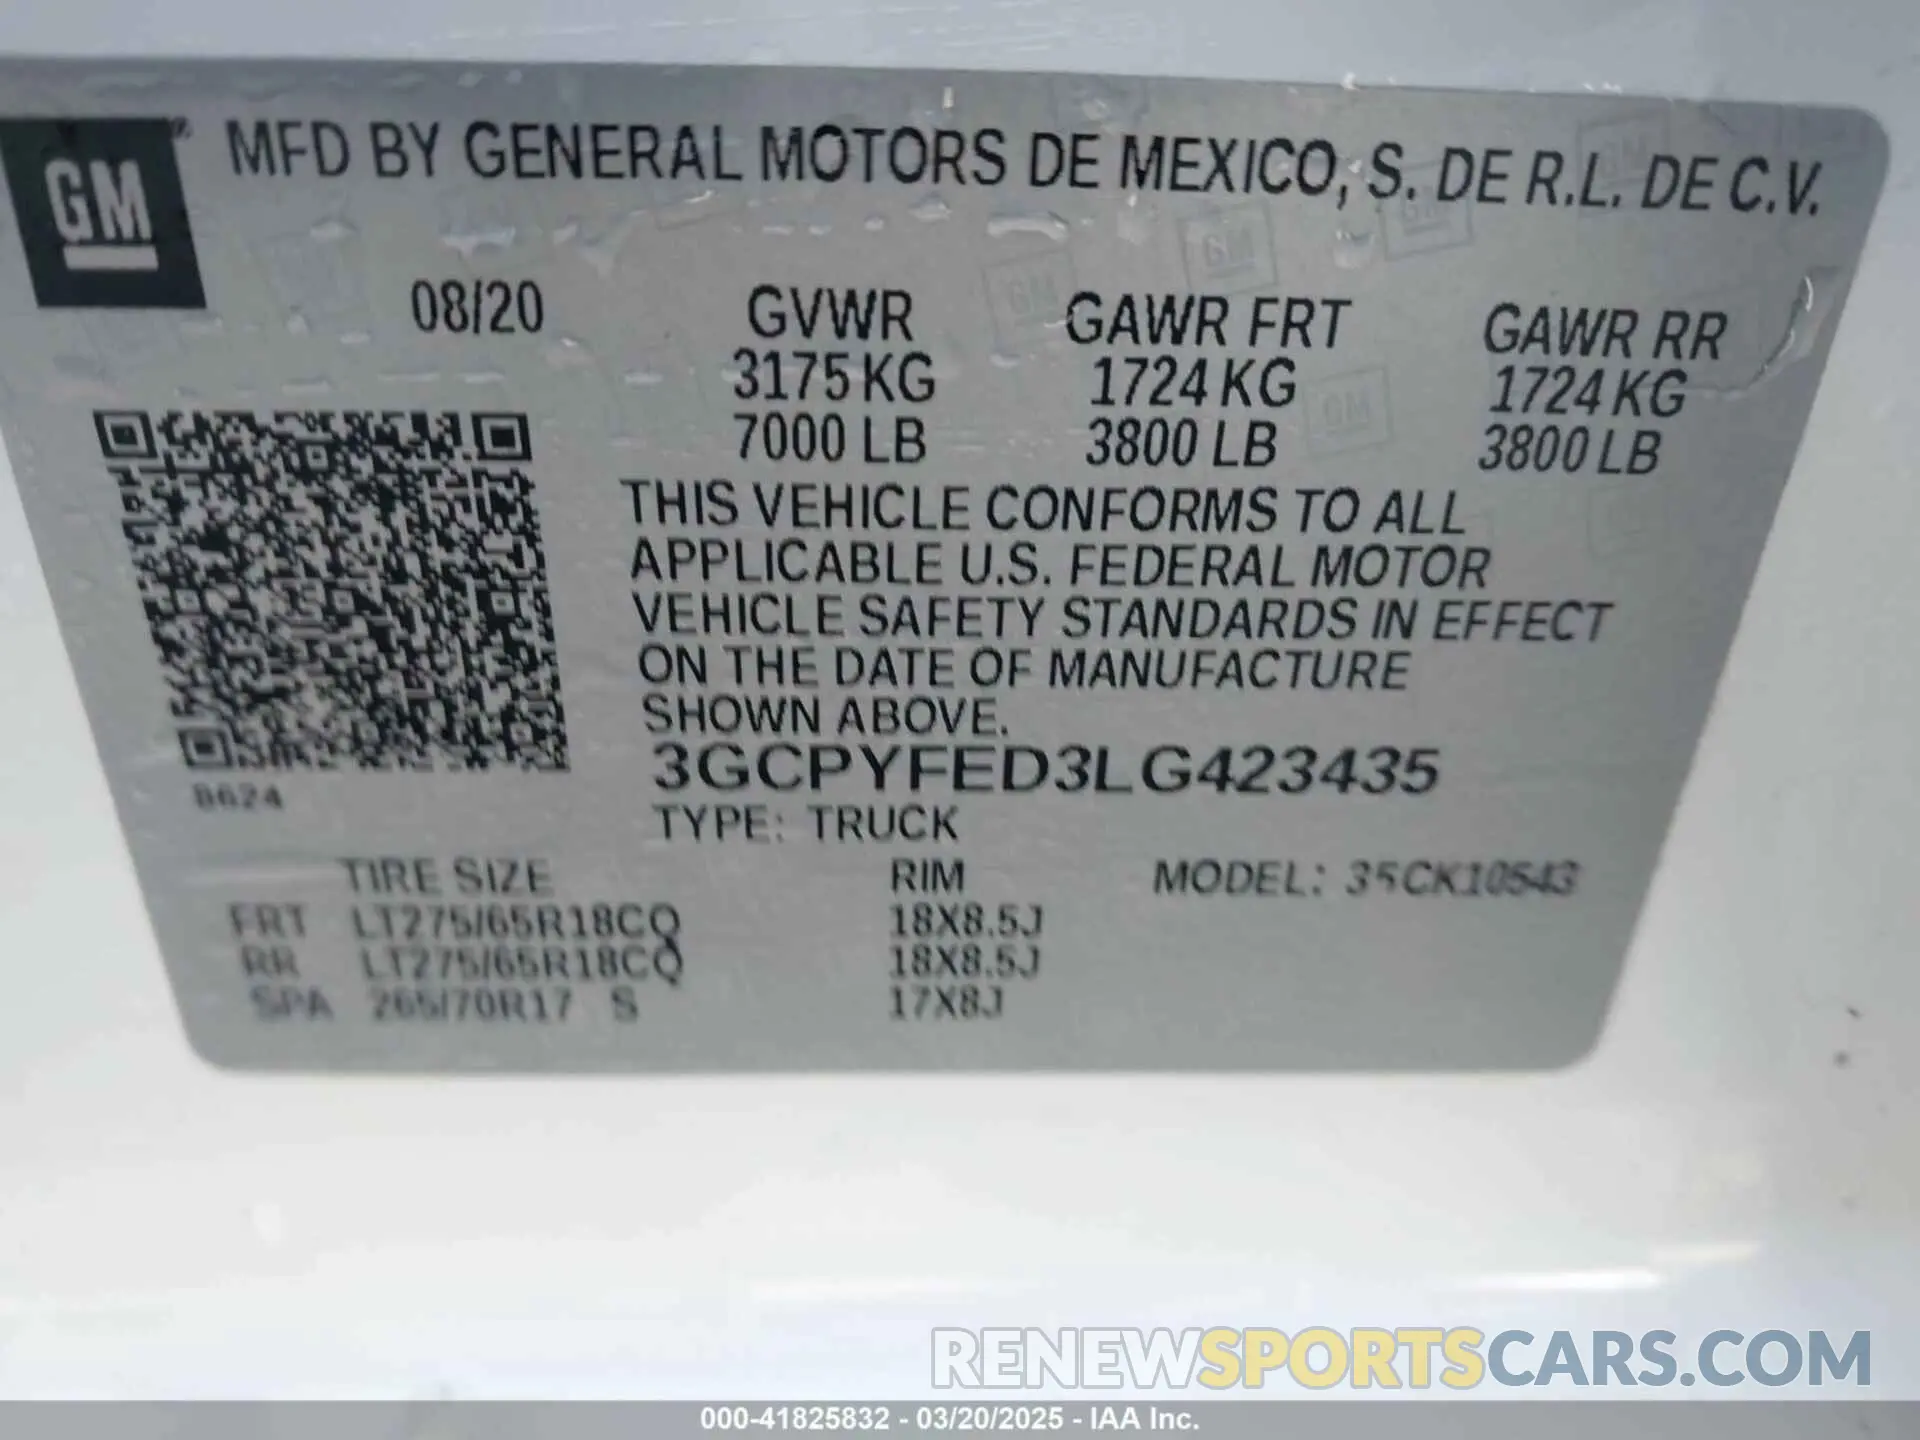 GM MFD BY GENERAL MOTORS DE MEXICO, S. DE R.L. DE C.V.
08/20 GVWR GAWR FRT GAWR RR
3175 KG 1724 KG 1724 KG
7000 LB 3800 LB 3800 LB
THIS VEHICLE CONFORMS TO ALL
APPLICABLE U.S. FEDERAL MOTOR
VEHICLE SAFETY STANDARDS IN EFFECT
ON THE DATE OF MANUFACTURE
SHOWN ABOVE.
3GCPYFED3LG423435
B624
TYPE: TRUCK
TIRE SIZE RIM MODEL: 35CK10543
FRT LT275/65R18CQ 18X8.5J
RR LT275/65R18CQ 18X8.5J
SPA 265/70R17 S 17X8J
RENEWSPORTSCARS.COM
000-41825832 - 03/20/2025 - IAA Inc.